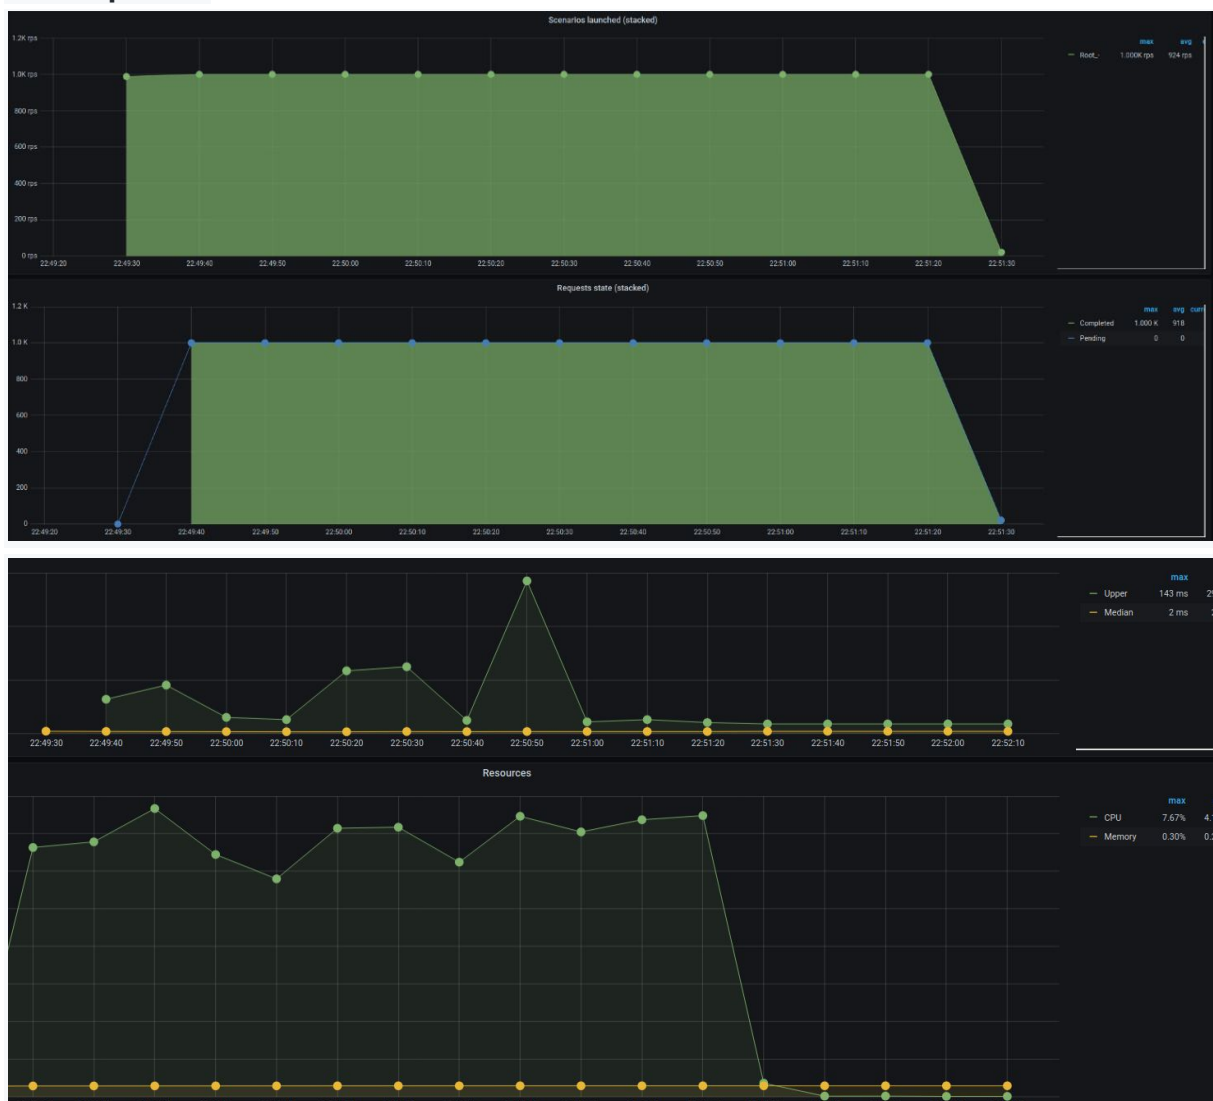 Scenarios launched (stacked)
1.2K rps
1.0K rps
800 rps
600 rps
400 rps
200 rps
0 rps
22:49:20 22:49:30 22:49:40 22:49:50 22:50:00 22:50:10 22:50:20 22:50:30 22:50:40 22:50:50 22:51:00 22:51:10 22:51:20 22:51:30
max avg
Root_- 1.000K rps 924 rps
Requests state (stacked)
1.2 K
1.0 K
800
600
400
200
0
22:49:20 22:49:30 22:49:40 22:49:50 22:50:00 22:50:10 22:50:20 22:50:30 22:50:40 22:50:50 22:51:00 22:51:10 22:51:20 22:51:30
max avg curr
Completed 1.000 K 918
Pending 0 0
22:49:30 22:49:40 22:49:50 22:50:00 22:50:10 22:50:20 22:50:30 22:50:40 22:50:50 22:51:00 22:51:10 22:51:20 22:51:30 22:51:40 22:51:50 22:52:00 22:52:10
max
Upper 143 ms
Median 2 ms
Resources
max
CPU 7.67%
Memory 0.30%